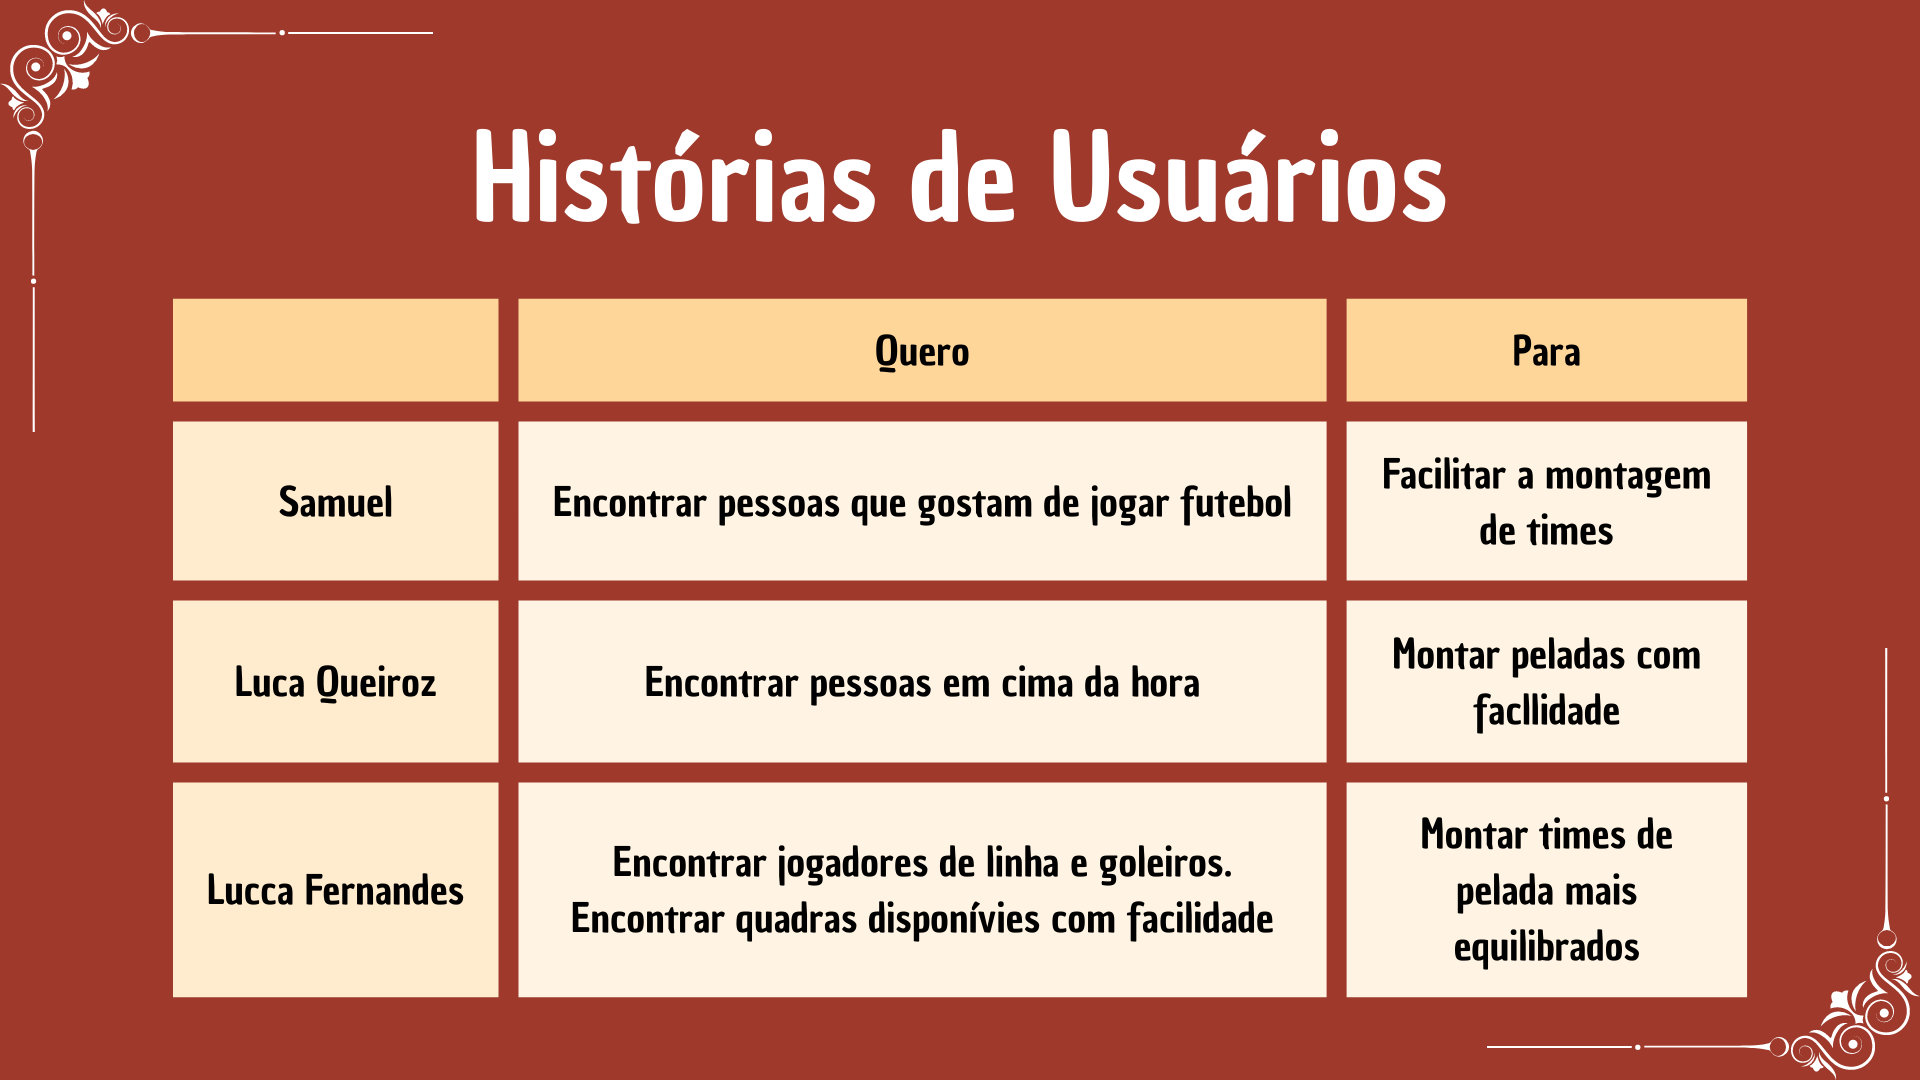 Histórias de Usuários
Quero
Para
Samuel
Encontrar pessoas que gostam de jogar futebol
Facilitar a montagem
de times
Luca Queiroz
Encontrar pessoas em cima da hora
Montar peladas com
facllidade
Lucca Fernandes
Encontrar jogadores de linha e goleiros.
Encontrar quadras disponívies com facilidade
Montar times de
pelada mais
equilibrados